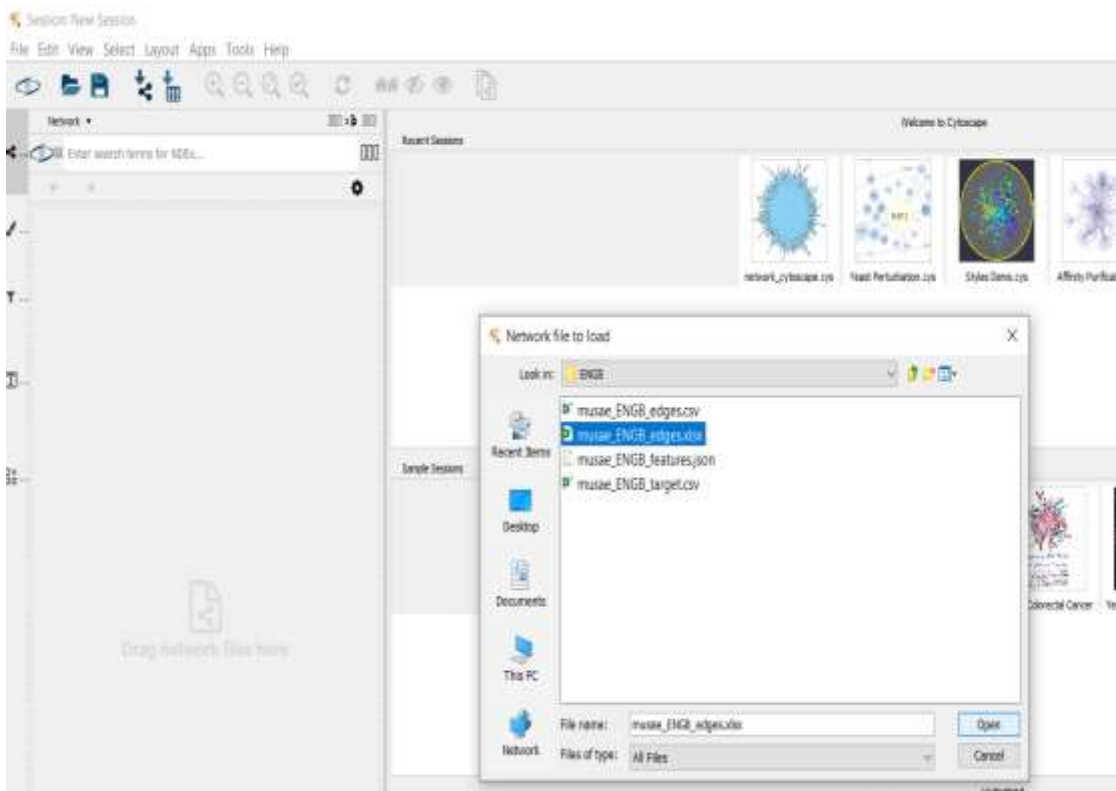 Session: New Session
File Edit View Select Layout Apps Tools Help
Network
Enter search terms for NDEx...
Welcome to Cytoscape
Recent Sessions
network_cytoscape.cys
Yeast Perturbation.cys
Styles Demo.cys
Affinity Purificat
Network file to load
Look in: ENGB
Recent Items
Desktop
Documents
This PC
Network
musae_ENGB_edges.csv
musae_ENGB_edges.xlsx
musae_ENGB_features.json
musae_ENGB_target.csv
File name: musae_ENGB_edges.xlsx
Open
Files of type: All Files
Cancel
Sample Sessions
Colorectal Cancer
Drag network files here